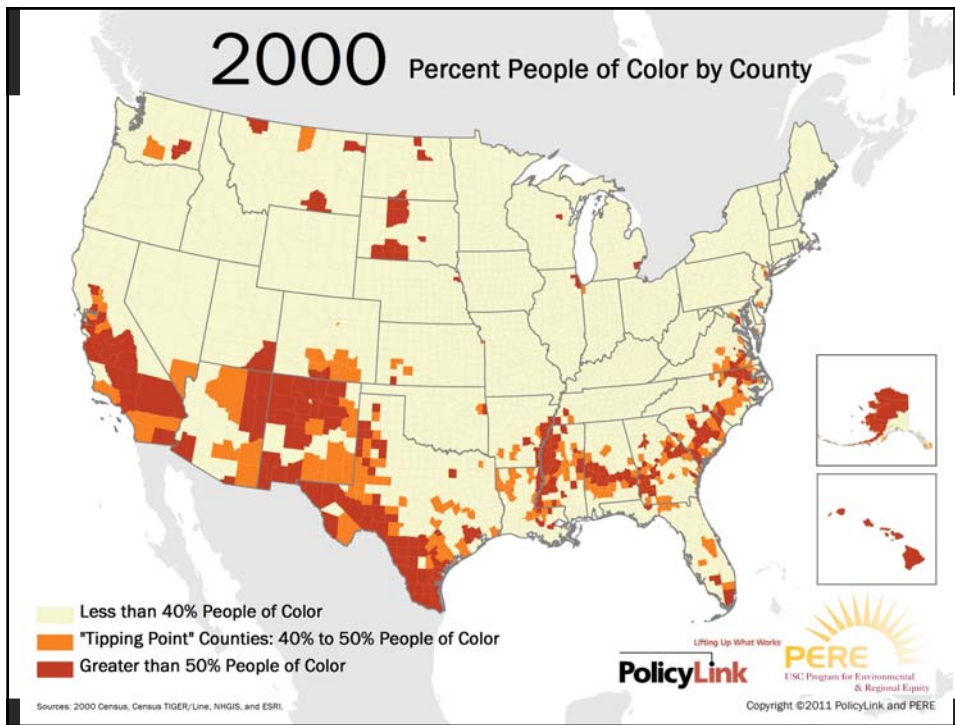 2000 Percent People of Color by County
Less than 40% People of Color
"Tipping Point" Counties: 40% to 50% People of Color
Greater than 50% People of Color
Lifting Up What Works
PolicyLink
PERE
USC Program for Environmental
& Regional Equity
Sources: 2000 Census, Census TIGER/Line, NHGIS, and ESRI.
Copyright ©2011 PolicyLink and PERE